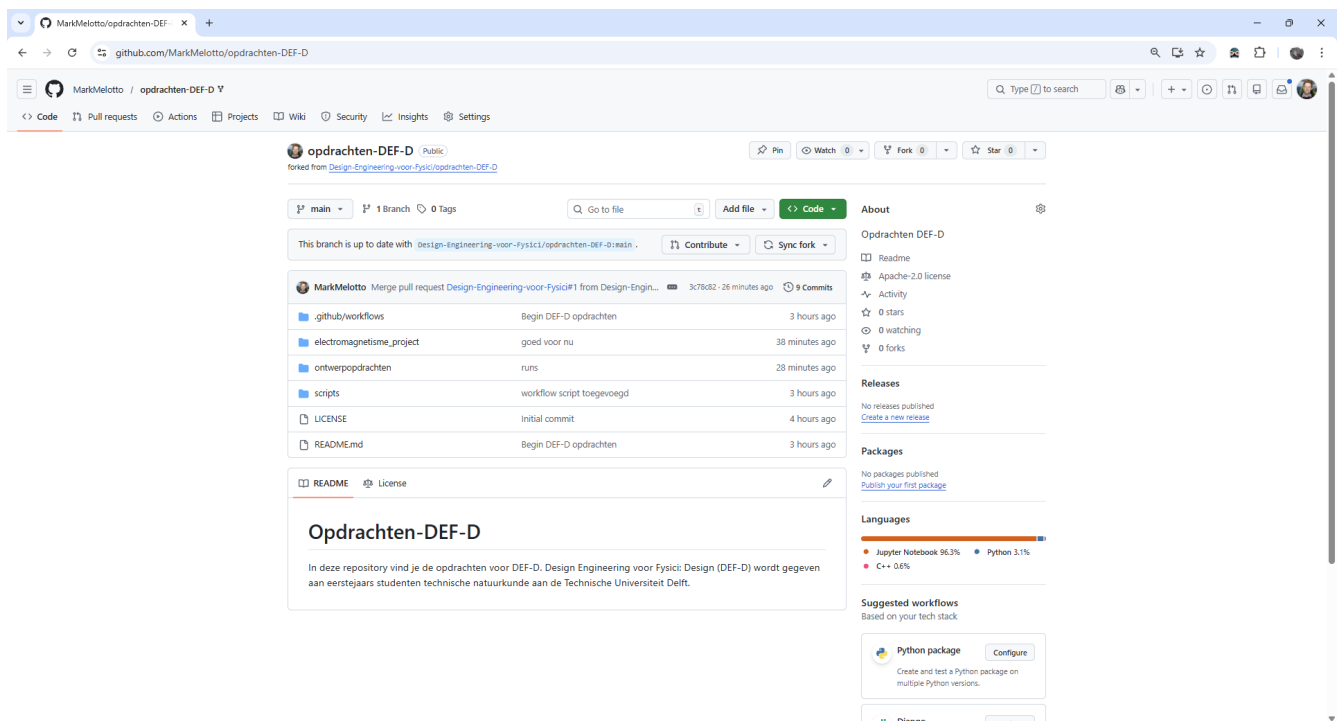 MarkMelotto/opdrachten-DEF-
github.com/MarkMelotto/opdrachten-DEF-D
MarkMelotto / opdrachten-DEF-D
Type / to search
Code Pull requests Actions Projects Wiki Security Insights Settings
opdrachten-DEF-D Public
Pin Watch 0 Fork 0 Star 0
forked from Design-Engineering-voor-Fysici/opdrachten-DEF-D
main 1 Branch 0 Tags Go to file t Add file Code
This branch is up to date with Design-Engineering-voor-Fysici/opdrachten-DEF-D:main . Contribute Sync fork
MarkMelotto Merge pull request Design-Engineering-voor-Fysici#1 from Design-Engin... 3c78c82 · 26 minutes ago 9 Commits
.github/workflows Begin DEF-D opdrachten 3 hours ago
electromagnetisme_project goed voor nu 38 minutes ago
ontwerpopdrachten runs 28 minutes ago
scripts workflow script toegevoegd 3 hours ago
LICENSE Initial commit 4 hours ago
README.md Begin DEF-D opdrachten 3 hours ago
README License
Opdrachten-DEF-D
In deze repository vind je de opdrachten voor DEF-D. Design Engineering voor Fysici: Design (DEF-D) wordt gegeven
aan eerstejaars studenten technische natuurkunde aan de Technische Universiteit Delft.
About
Opdrachten DEF-D
Readme
Apache-2.0 license
Activity
0 stars
0 watching
0 forks
Releases
No releases published
Create a new release
Packages
No packages published
Publish your first package
Languages
Jupyter Notebook 96.3% Python 3.1%
C++ 0.6%
Suggested workflows
Based on your tech stack
Python package Configure
Create and test a Python package on
multiple Python versions.